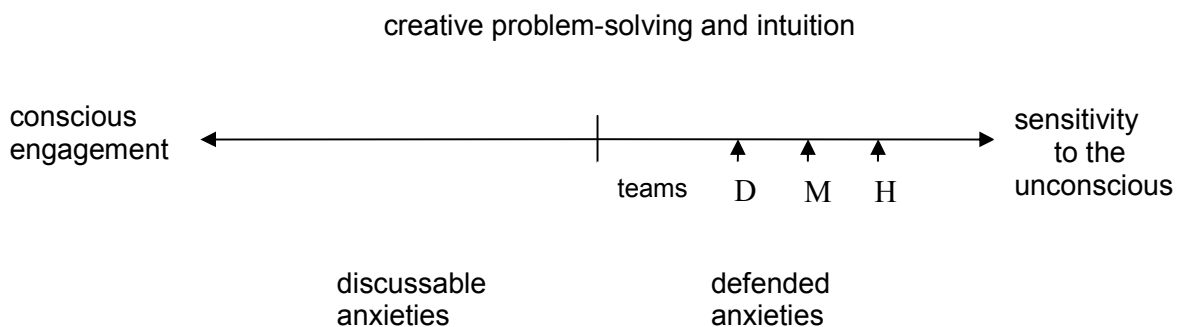 creative problem-solving and intuition
conscious
engagement
sensitivity
to the
unconscious
teams D M H
discussable
anxieties
defended
anxieties